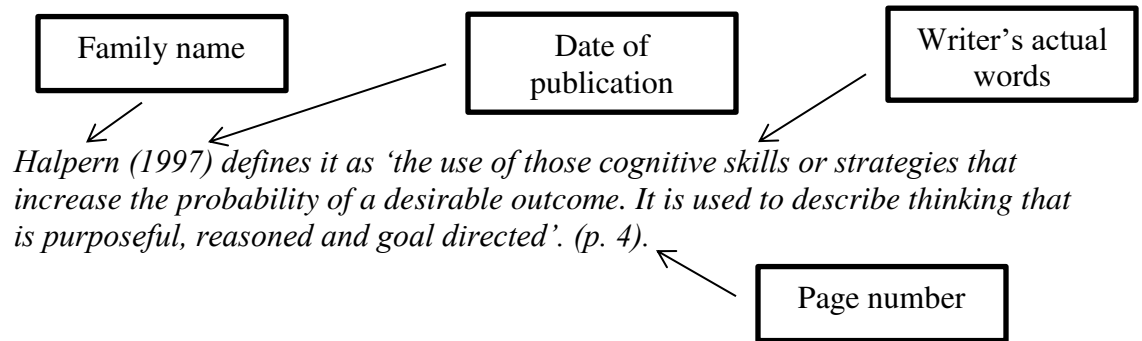 Family name
Date of
publication
Writer's actual
words
Halpern (1997) defines it as ‘the use of those cognitive skills or strategies that
increase the probability of a desirable outcome. It is used to describe thinking that
is purposeful, reasoned and goal directed’. (p. 4).
Page number